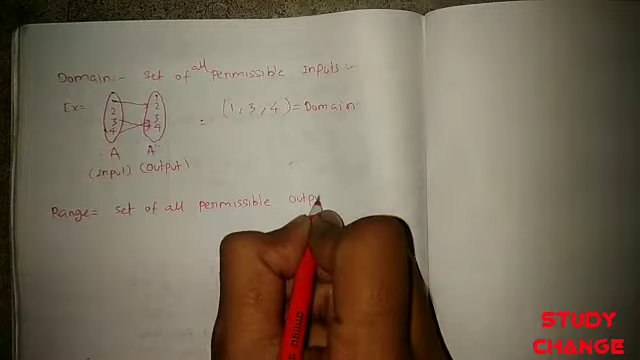 Domain:- set of all permissible inputs
Ex=
1
2
3
4
1
2
3
4
= (1, 3, 4) = Domain
A
A
(Input) (Output)
Range= set of all permissible outpu
STUDY
CHANGE